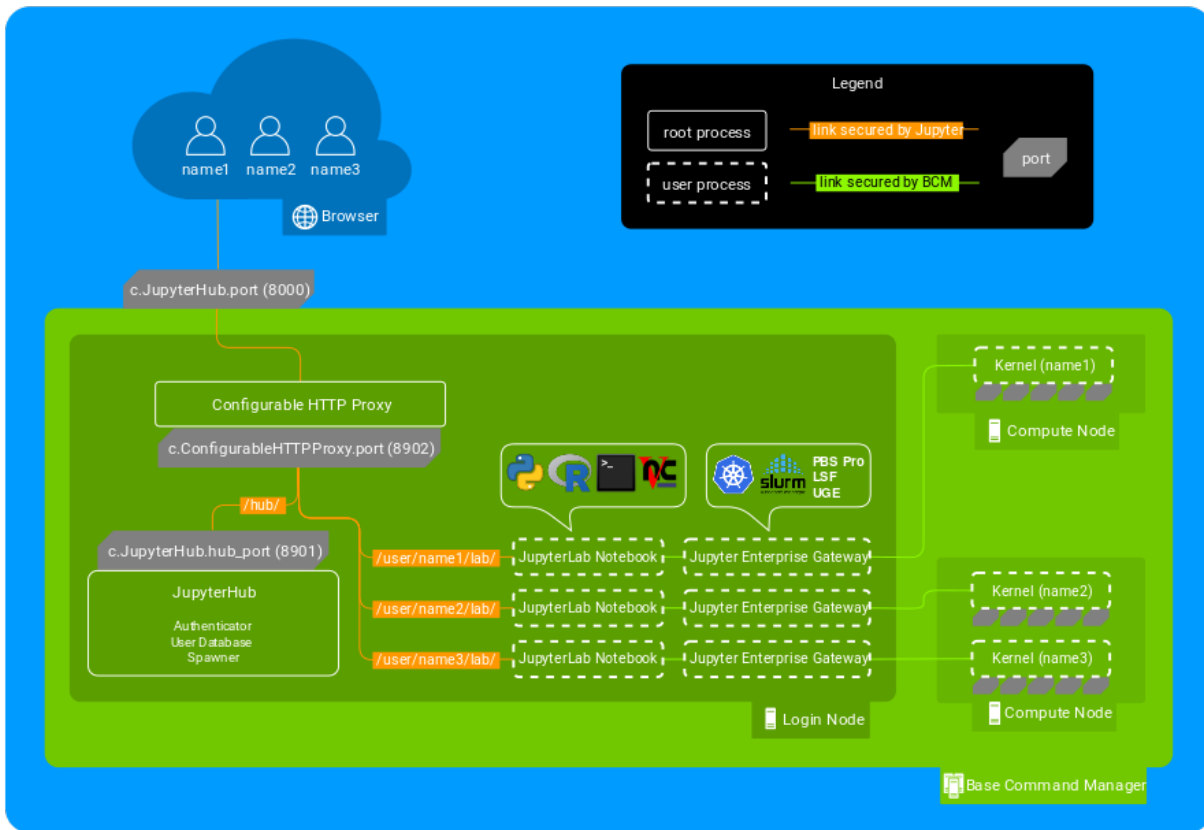 name1
name2
name3
Browser
Legend
root process
link secured by Jupyter
port
user process
link secured by BCM
c.JupyterHub.port (8000)
Configurable HTTP Proxy
c.ConfigurableHTTPProxy.port (8902)
/hub/
c.JupyterHub.hub_port (8901)
JupyterHub
Authenticator
User Database
Spawner
>_
R
slurm
PBS Pro
LSF
UGE
/user/name1/lab/
JupyterLab Notebook
Jupyter Enterprise Gateway
/user/name2/lab/
JupyterLab Notebook
Jupyter Enterprise Gateway
/user/name3/lab/
JupyterLab Notebook
Jupyter Enterprise Gateway
Login Node
Kernel (name1)
Compute Node
Kernel (name2)
Kernel (name3)
Compute Node
Base Command Manager